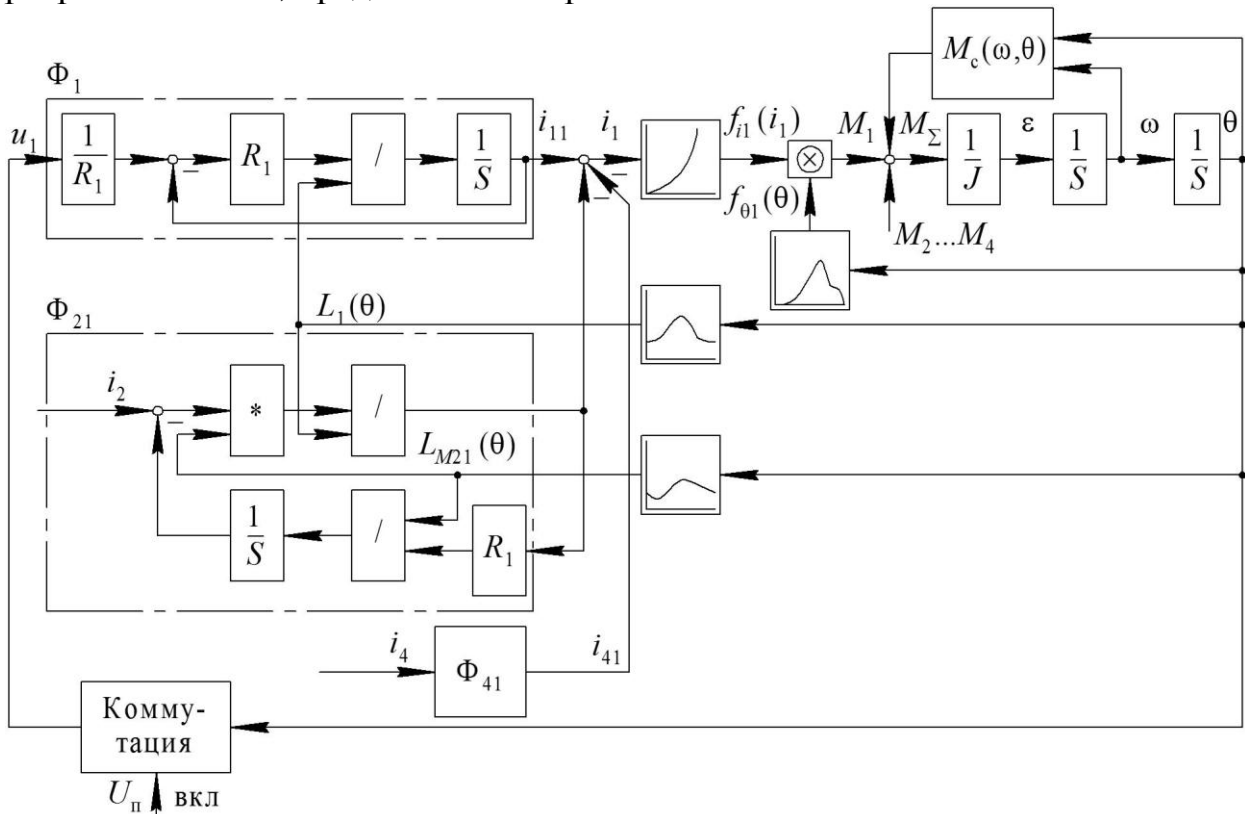 M_c(ω,θ)
Φ_1
u_1
1/R_1
−
R_1
/
1/S
i_11
i_1
−
−
f_i1(i_1)
f_θ1(θ)
⊗
M_1
M_Σ
1/J
ε
1/S
ω
1/S
θ
M_2...M_4
L_1(θ)
Φ_21
i_2
−
*
/
L_M21(θ)
1/S
/
R_1
i_4
Φ_41
i_41
Комму-
тация
U_п вкл